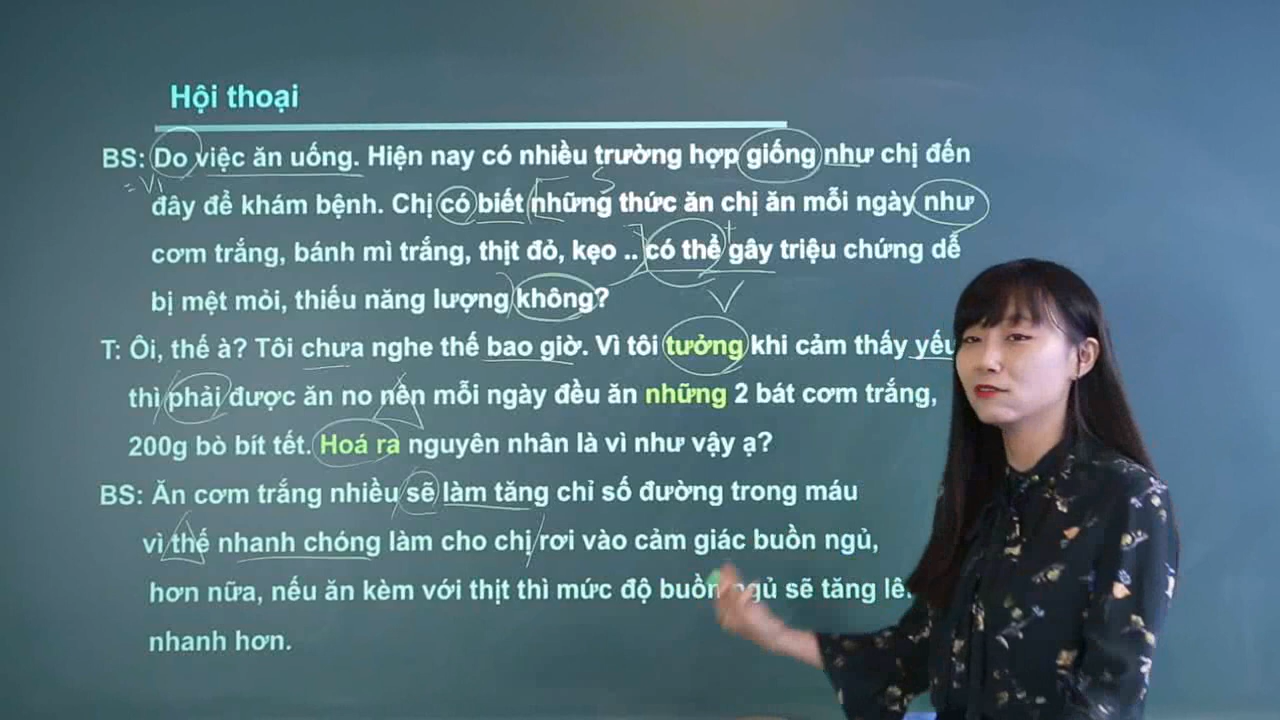 Hội thoại
BS: Do việc ăn uống. Hiện nay có nhiều trường hợp giống như chị đến
= Vì
đây để khám bệnh. Chị có biết những thức ăn chị ăn mỗi ngày như
cơm trắng, bánh mì trắng, thịt đỏ, kẹo .. có thể gây triệu chứng dễ
bị mệt mỏi, thiếu năng lượng không?
T: Ôi, thế à? Tôi chưa nghe thế bao giờ. Vì tôi tưởng khi cảm thấy yếu
thì phải được ăn no nên mỗi ngày đều ăn những 2 bát cơm trắng,
200g bò bít tết. Hoá ra nguyên nhân là vì như vậy ạ?
BS: Ăn cơm trắng nhiều sẽ làm tăng chỉ số đường trong máu
vì thế nhanh chóng làm cho chị rơi vào cảm giác buồn ngủ,
hơn nữa, nếu ăn kèm với thịt thì mức độ buồn ngủ sẽ tăng lên
nhanh hơn.